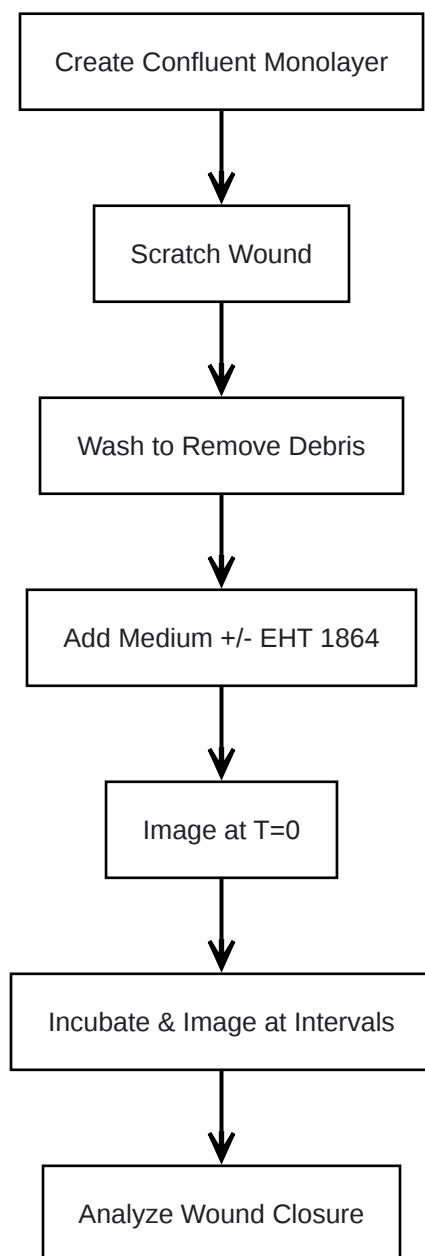 Create Confluent Monolayer
Scratch Wound
Wash to Remove Debris
Add Medium +/- EHT 1864
Image at T=0
Incubate & Image at Intervals
Analyze Wound Closure